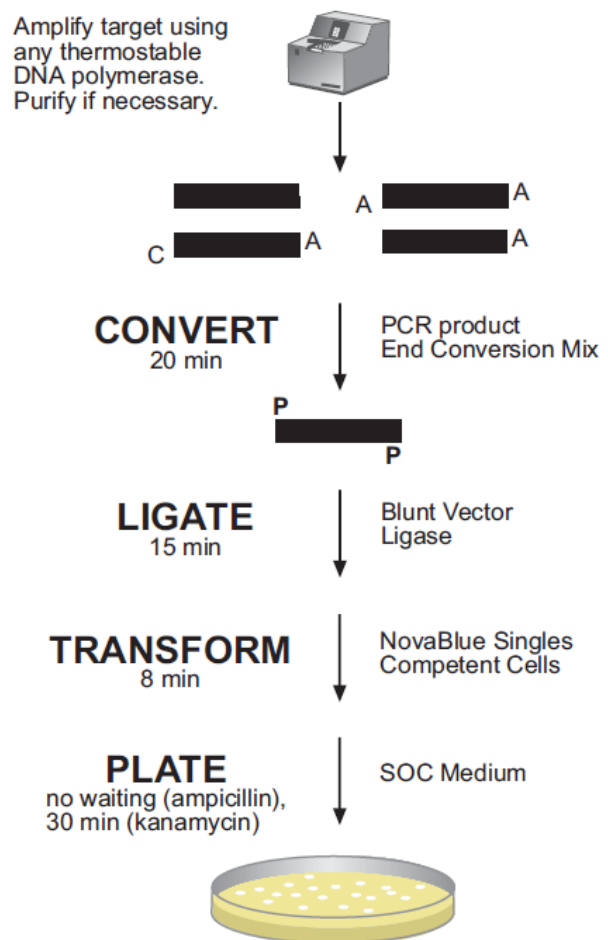 Amplify target using
any thermostable
DNA polymerase.
Purify if necessary.
A
A
C
A
A
CONVERT
20 min
PCR product
End Conversion Mix
P
P
LIGATE
15 min
Blunt Vector
Ligase
TRANSFORM
8 min
NovaBlue Singles
Competent Cells
PLATE
no waiting (ampicillin),
30 min (kanamycin)
SOC Medium